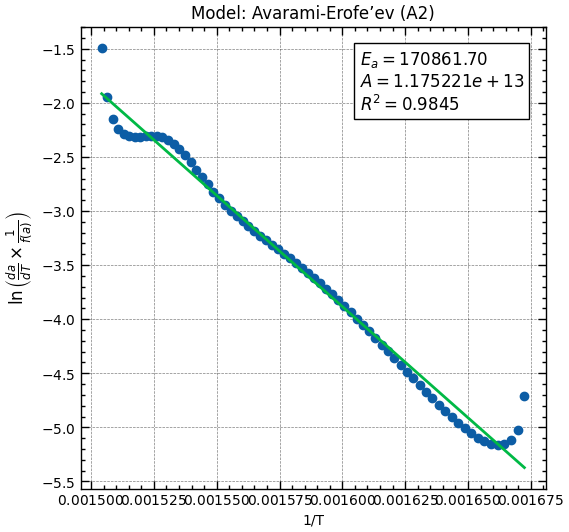 Model: Avarami-Erofe’ev (A2)
E_a = 170861.70
A = 1.175221e + 13
R^2 = 0.9845
ln(da/dT × 1/f(a))
−1.5
−2.0
−2.5
−3.0
−3.5
−4.0
−4.5
−5.0
−5.5
0.001500 0.001525 0.001550 0.001575 0.001600 0.001625 0.001650 0.001675
1/T